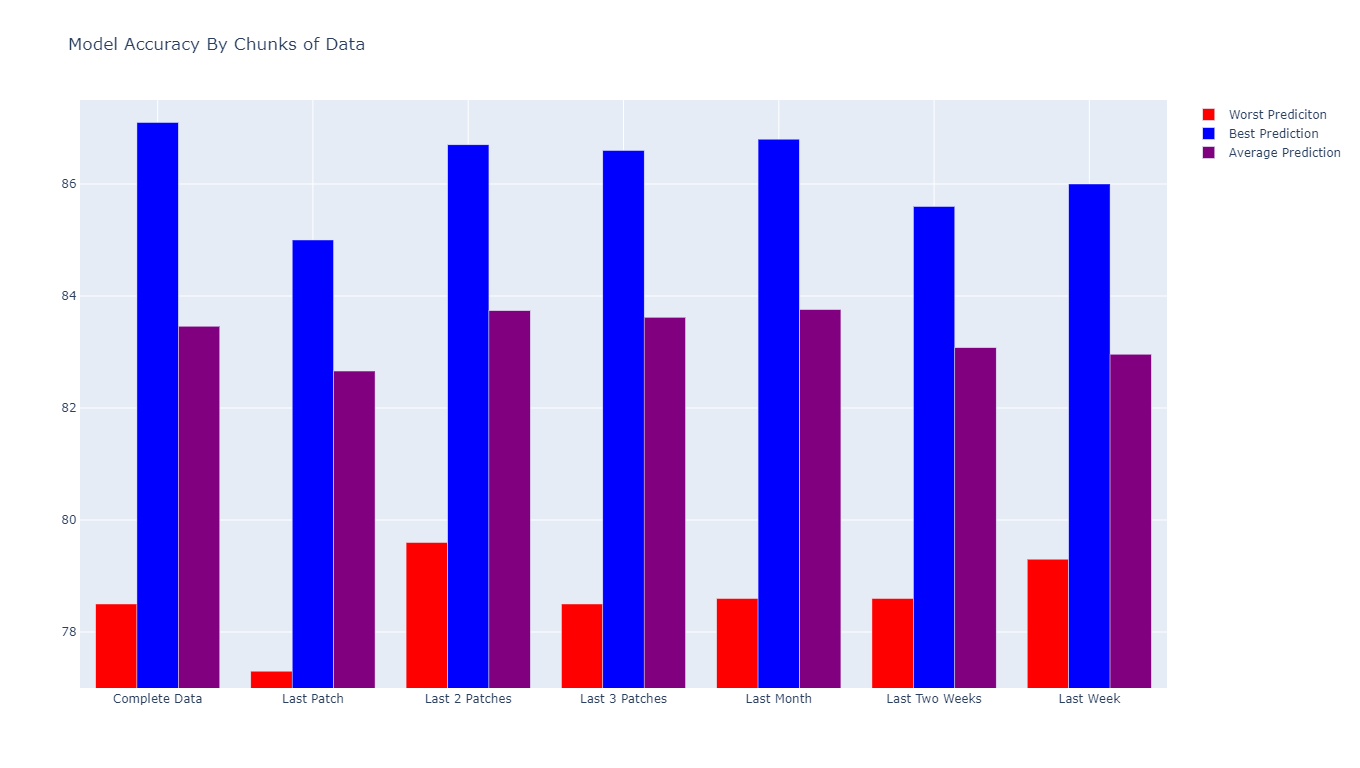 Model Accuracy By Chunks of Data
Worst Prediciton
Best Prediction
Average Prediction
86
84
82
80
78
Complete Data
Last Patch
Last 2 Patches
Last 3 Patches
Last Month
Last Two Weeks
Last Week